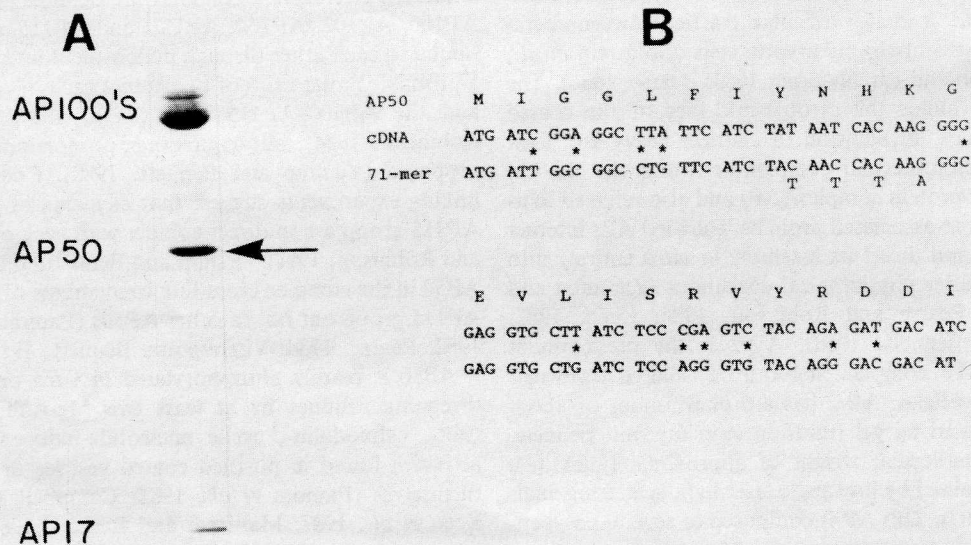 A
B
AP100'S
AP50
AP17
AP50 M I G G L F I Y N H K G
cDNA ATG ATC GGA GGC TTA TTC ATC TAT AAT CAC AAG GGG
* * * * *
71-mer ATG ATT GGC GGC CTG TTC ATC TAC AAC CAC AAG GGC
T T T A
E V L I S R V Y R D D I
GAG GTG CTT ATC TCC CGA GTC TAC AGA GAT GAC ATC
* * * * * *
GAG GTG CTG ATC TCC AGG GTG TAC AGG GAC GAC AT